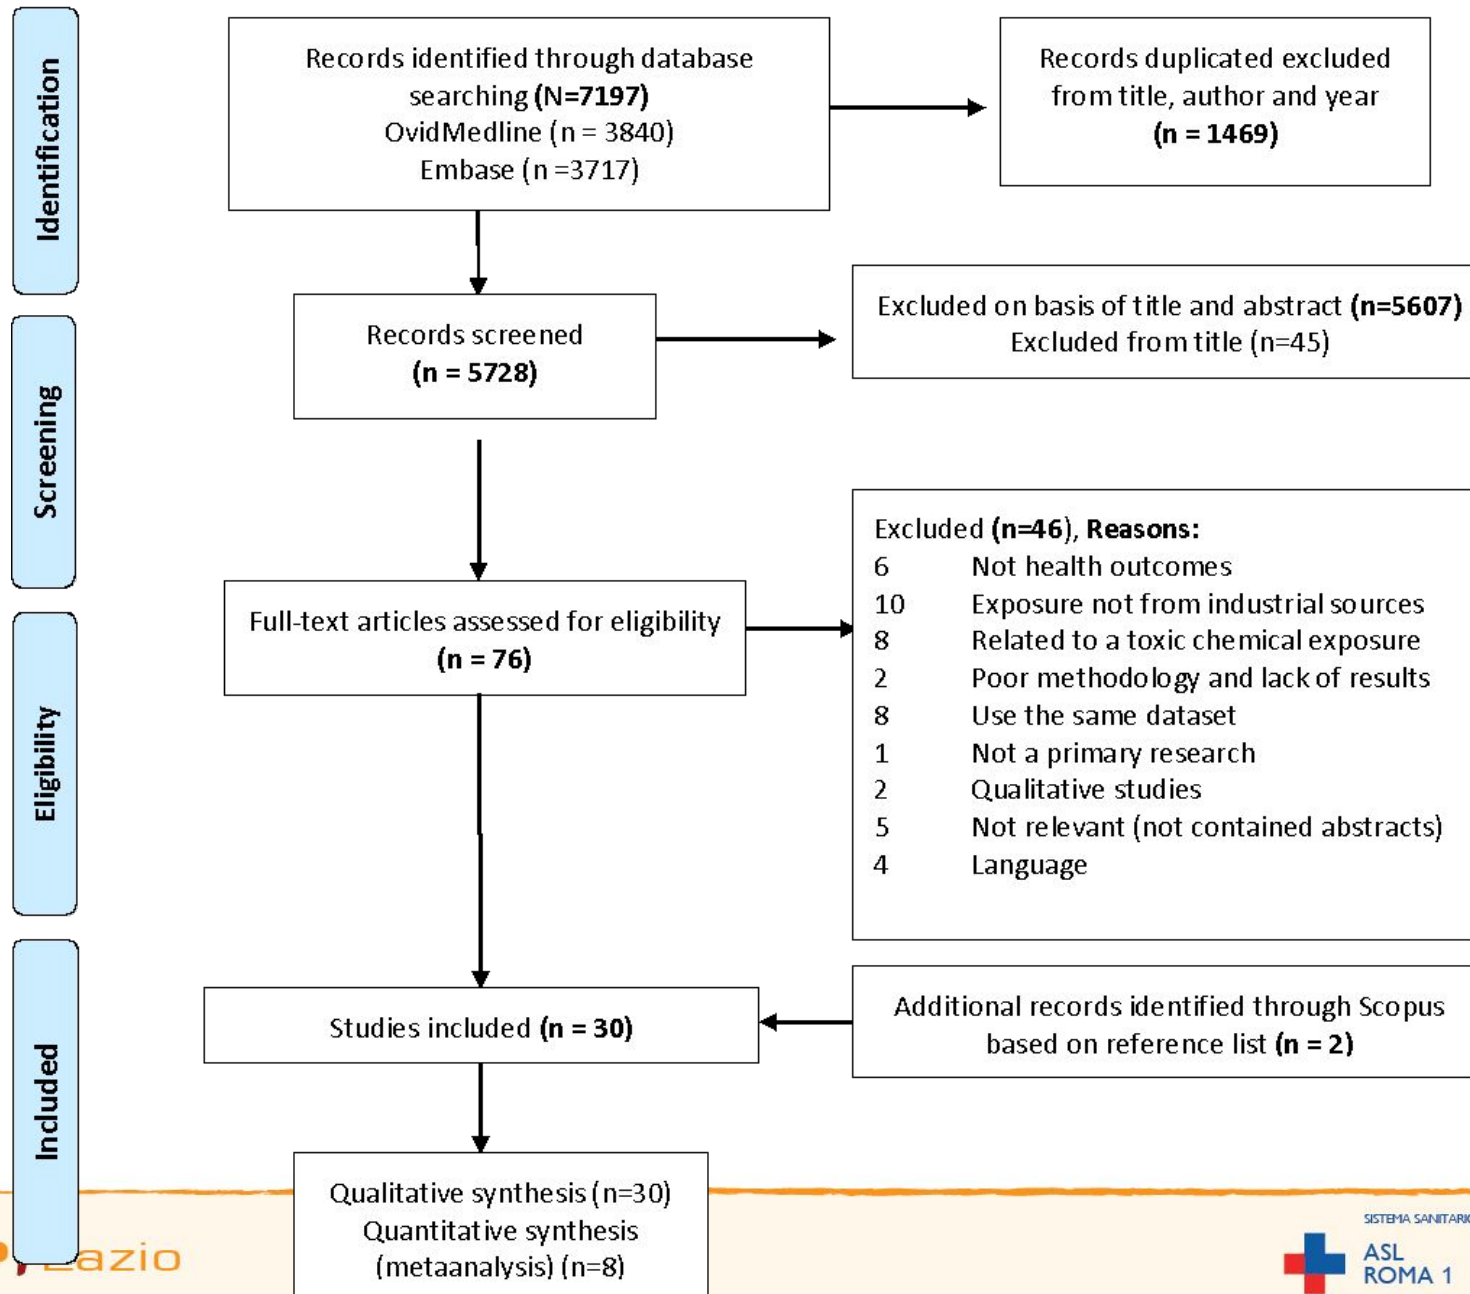 Identification
Records identified through database
searching (N=7197)
OvidMedline (n = 3840)
Embase (n =3717)
Records duplicated excluded
from title, author and year
(n = 1469)
Screening
Records screened
(n = 5728)
Excluded on basis of title and abstract (n=5607)
Excluded from title (n=45)
Eligibility
Full-text articles assessed for eligibility
(n = 76)
Excluded (n=46), Reasons:
6 Not health outcomes
10 Exposure not from industrial sources
8 Related to a toxic chemical exposure
2 Poor methodology and lack of results
8 Use the same dataset
1 Not a primary research
2 Qualitative studies
5 Not relevant (not contained abstracts)
4 Language
Included
Studies included (n = 30)
Additional records identified through Scopus
based on reference list (n = 2)
Qualitative synthesis (n=30)
Quantitative synthesis
(metaanalysis) (n=8)
Lazio
SISTEMA SANITARIO
ASL
ROMA 1